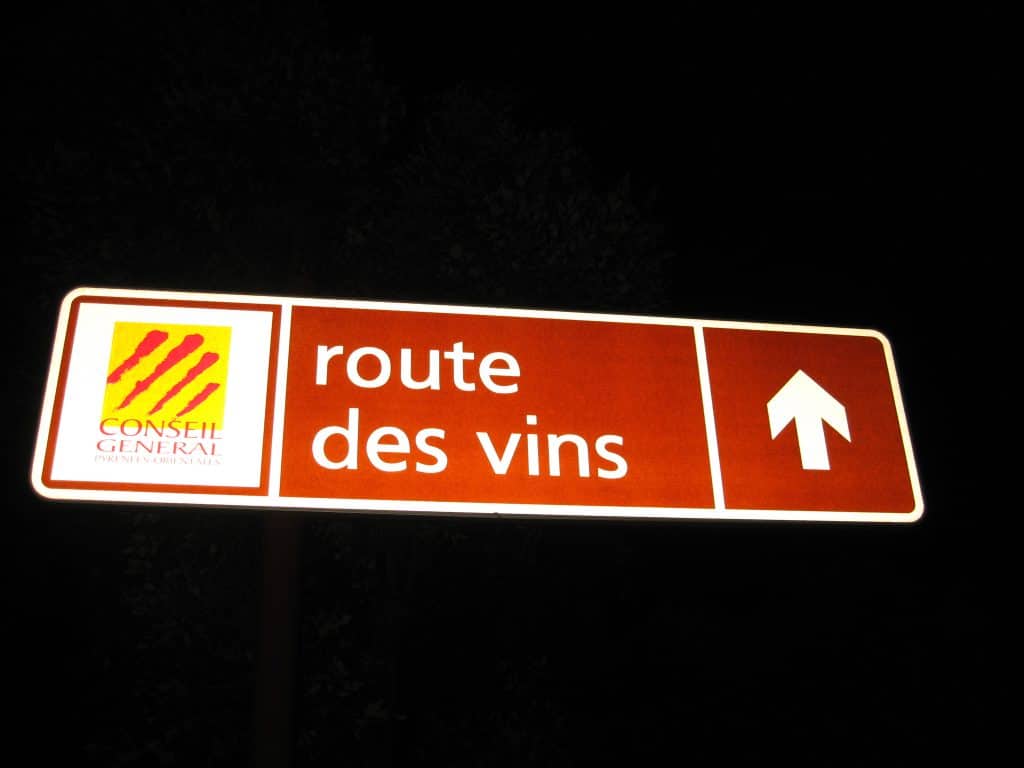 CONSEIL
GENERAL
PYRENEES-ORIENTALES
route
des vins